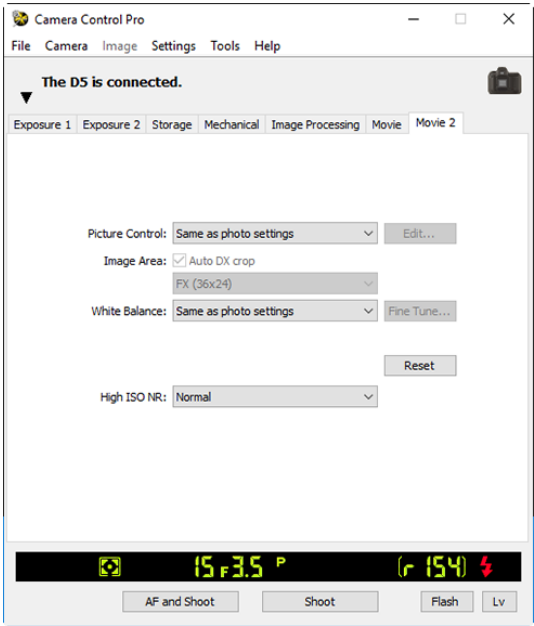 Camera Control Pro
File Camera Image Settings Tools Help
The D5 is connected.
Exposure 1 Exposure 2 Storage Mechanical Image Processing Movie Movie 2
Picture Control: Same as photo settings Edit...
Image Area: Auto DX crop
FX (36x24)
White Balance: Same as photo settings Fine Tune...
Reset
High ISO NR: Normal
15 F3.5 P (r 154)
AF and Shoot Shoot Flash Lv